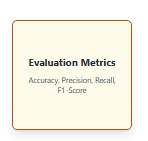 Evaluation Metrics
Accuracy, Precision, Recall,
F1-Score